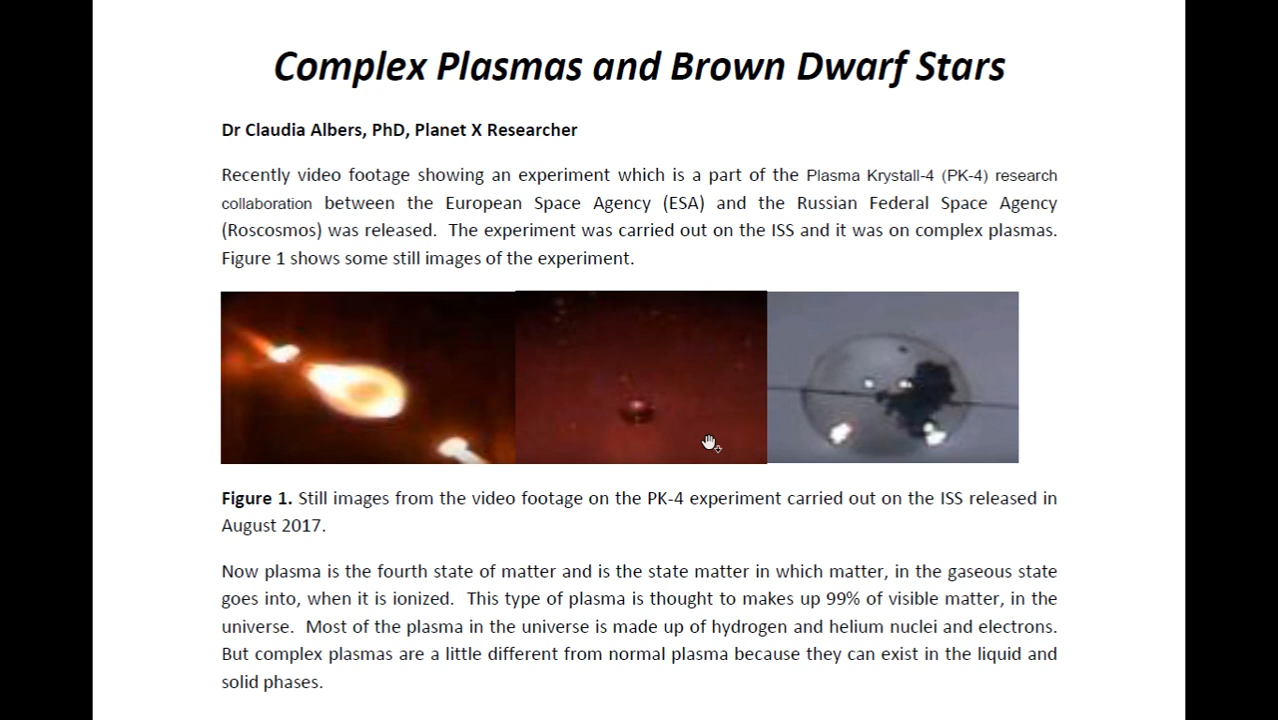 Complex Plasmas and Brown Dwarf Stars
Dr Claudia Albers, PhD, Planet X Researcher
Recently video footage showing an experiment which is a part of the Plasma Krystall-4 (PK-4) research
collaboration between the European Space Agency (ESA) and the Russian Federal Space Agency
(Roscosmos) was released. The experiment was carried out on the ISS and it was on complex plasmas.
Figure 1 shows some still images of the experiment.
Figure 1. Still images from the video footage on the PK-4 experiment carried out on the ISS released in
August 2017.
Now plasma is the fourth state of matter and is the state matter in which matter, in the gaseous state
goes into, when it is ionized. This type of plasma is thought to makes up 99% of visible matter, in the
universe. Most of the plasma in the universe is made up of hydrogen and helium nuclei and electrons.
But complex plasmas are a little different from normal plasma because they can exist in the liquid and
solid phases.